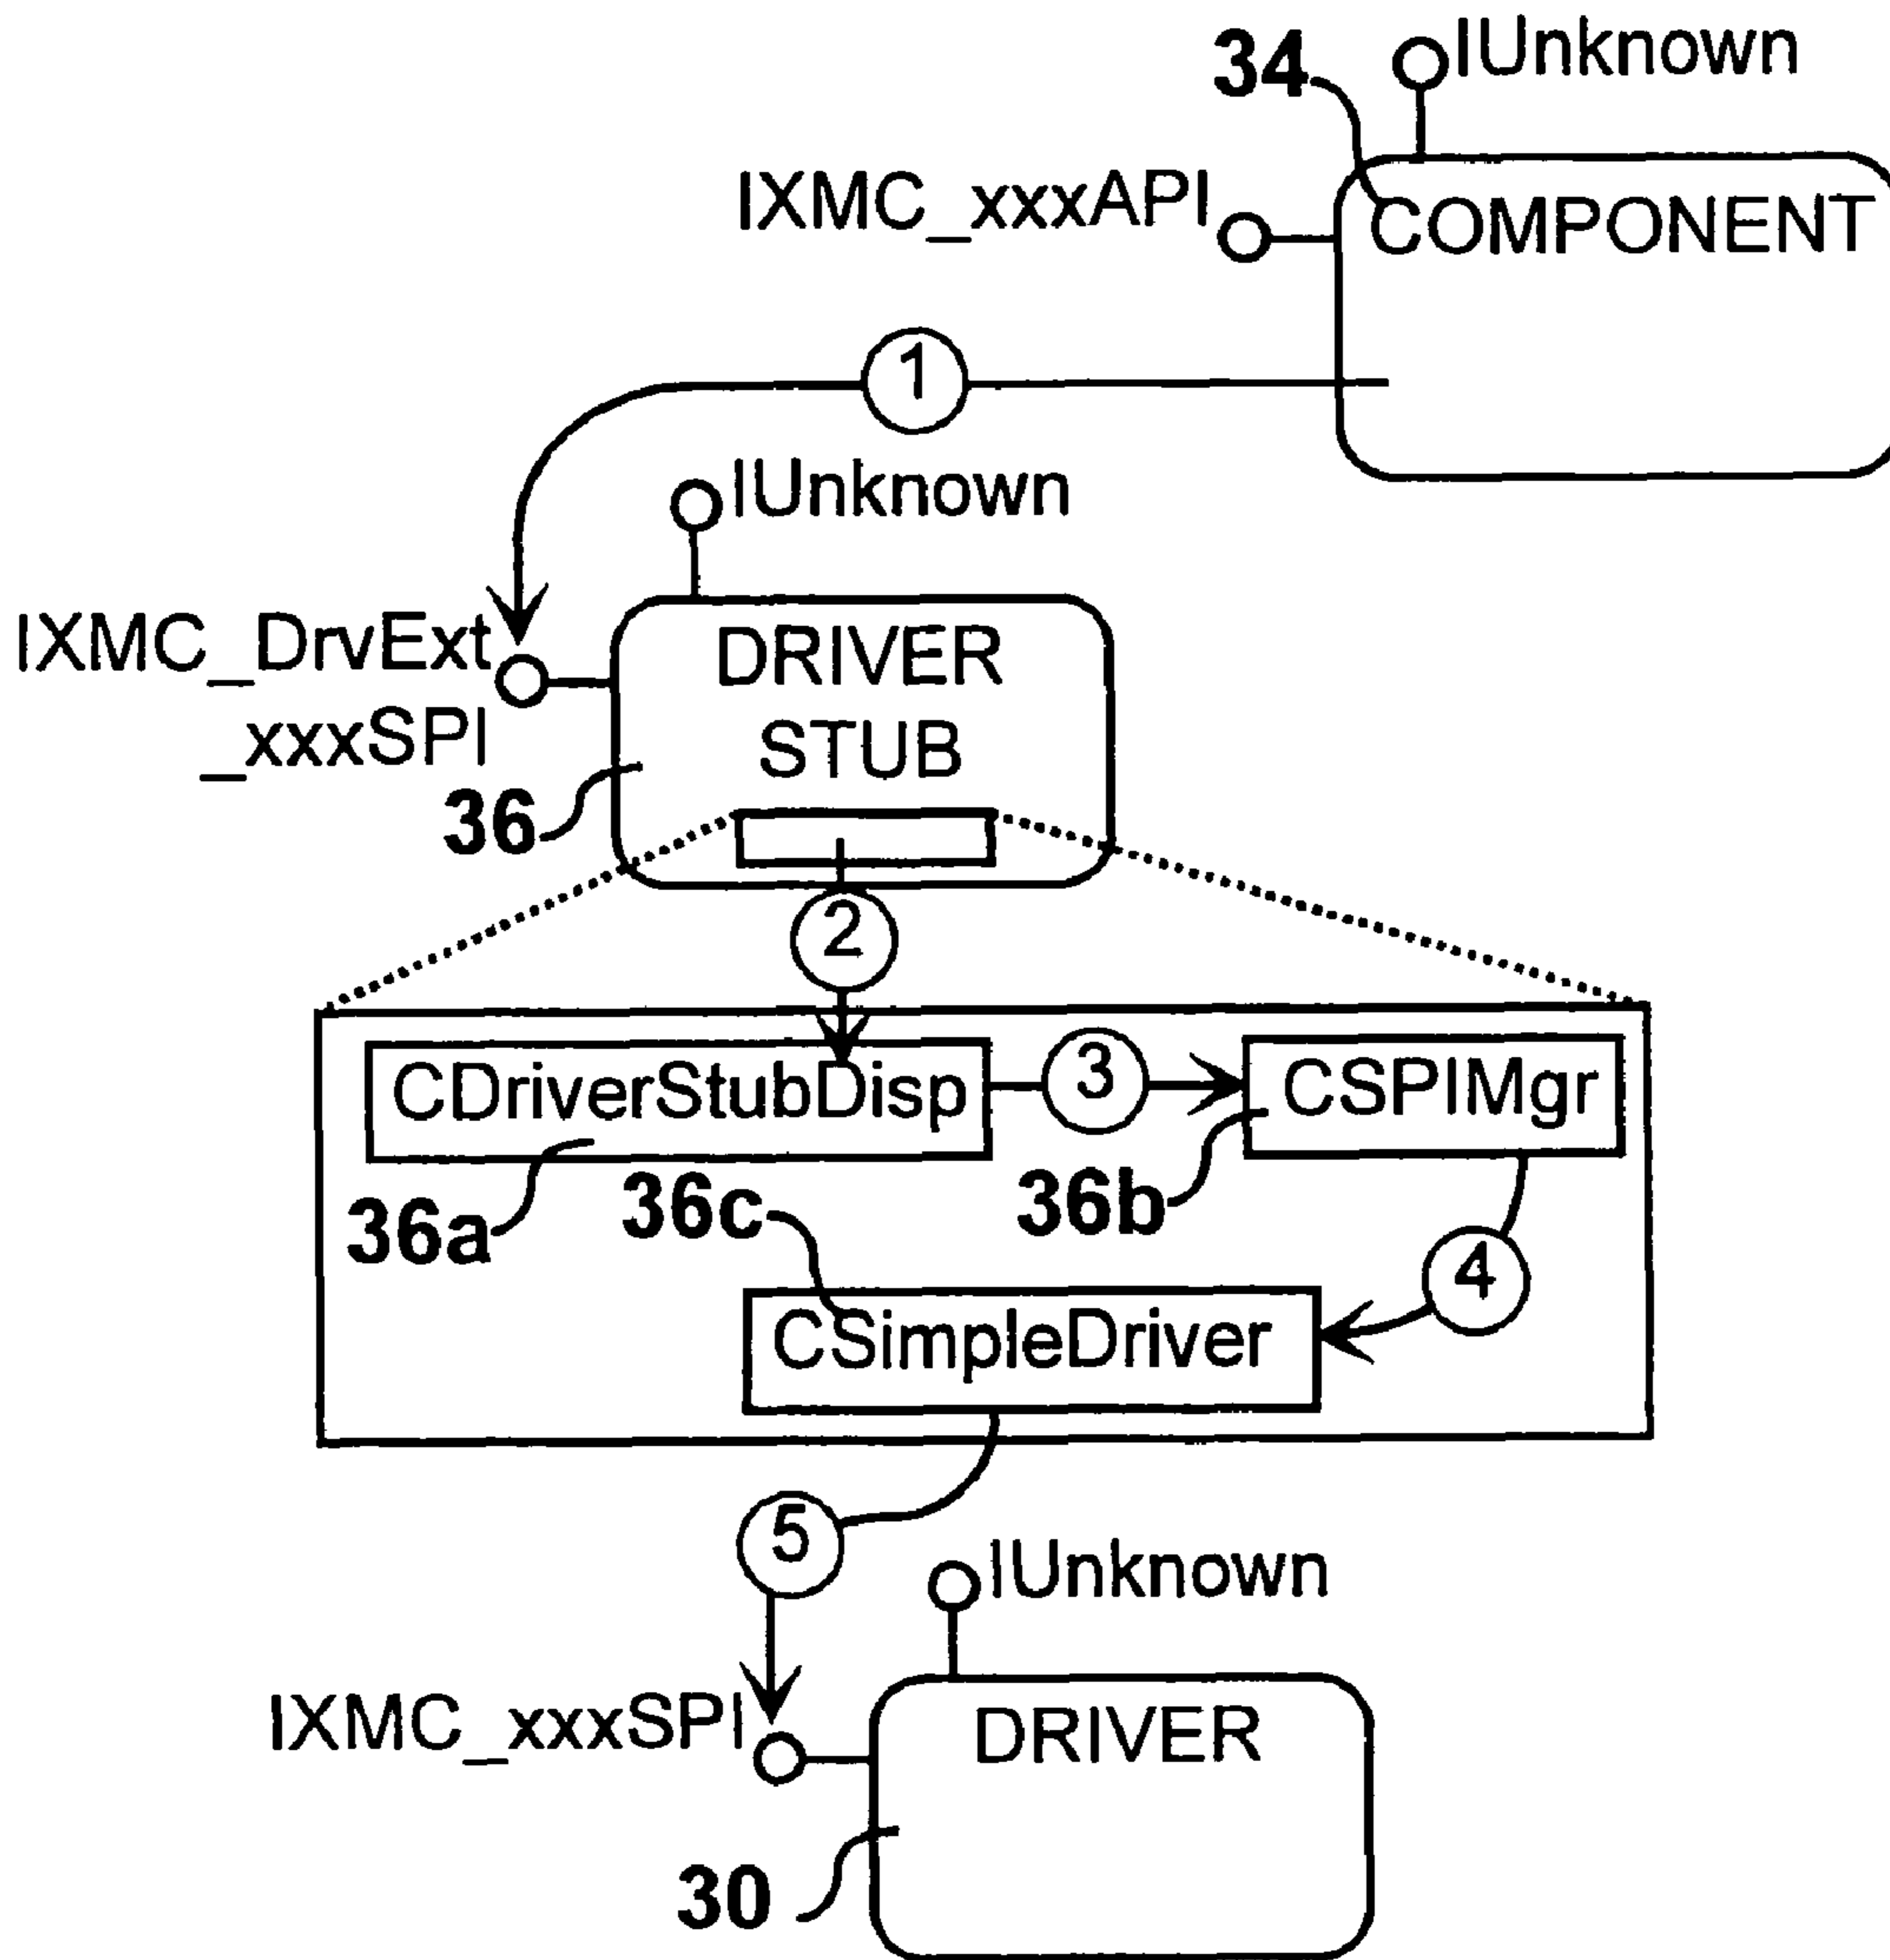 34
IUnknown
IXMC_xxxAPI
COMPONENT
1
IUnknown
IXMC_DrvExt
_xxxSPI
DRIVER
STUB
36
2
CDriverStubDisp
3
CSPIMgr
36a
36c
36b
4
CSimpleDriver
5
IUnknown
IXMC_xxxSPI
DRIVER
30